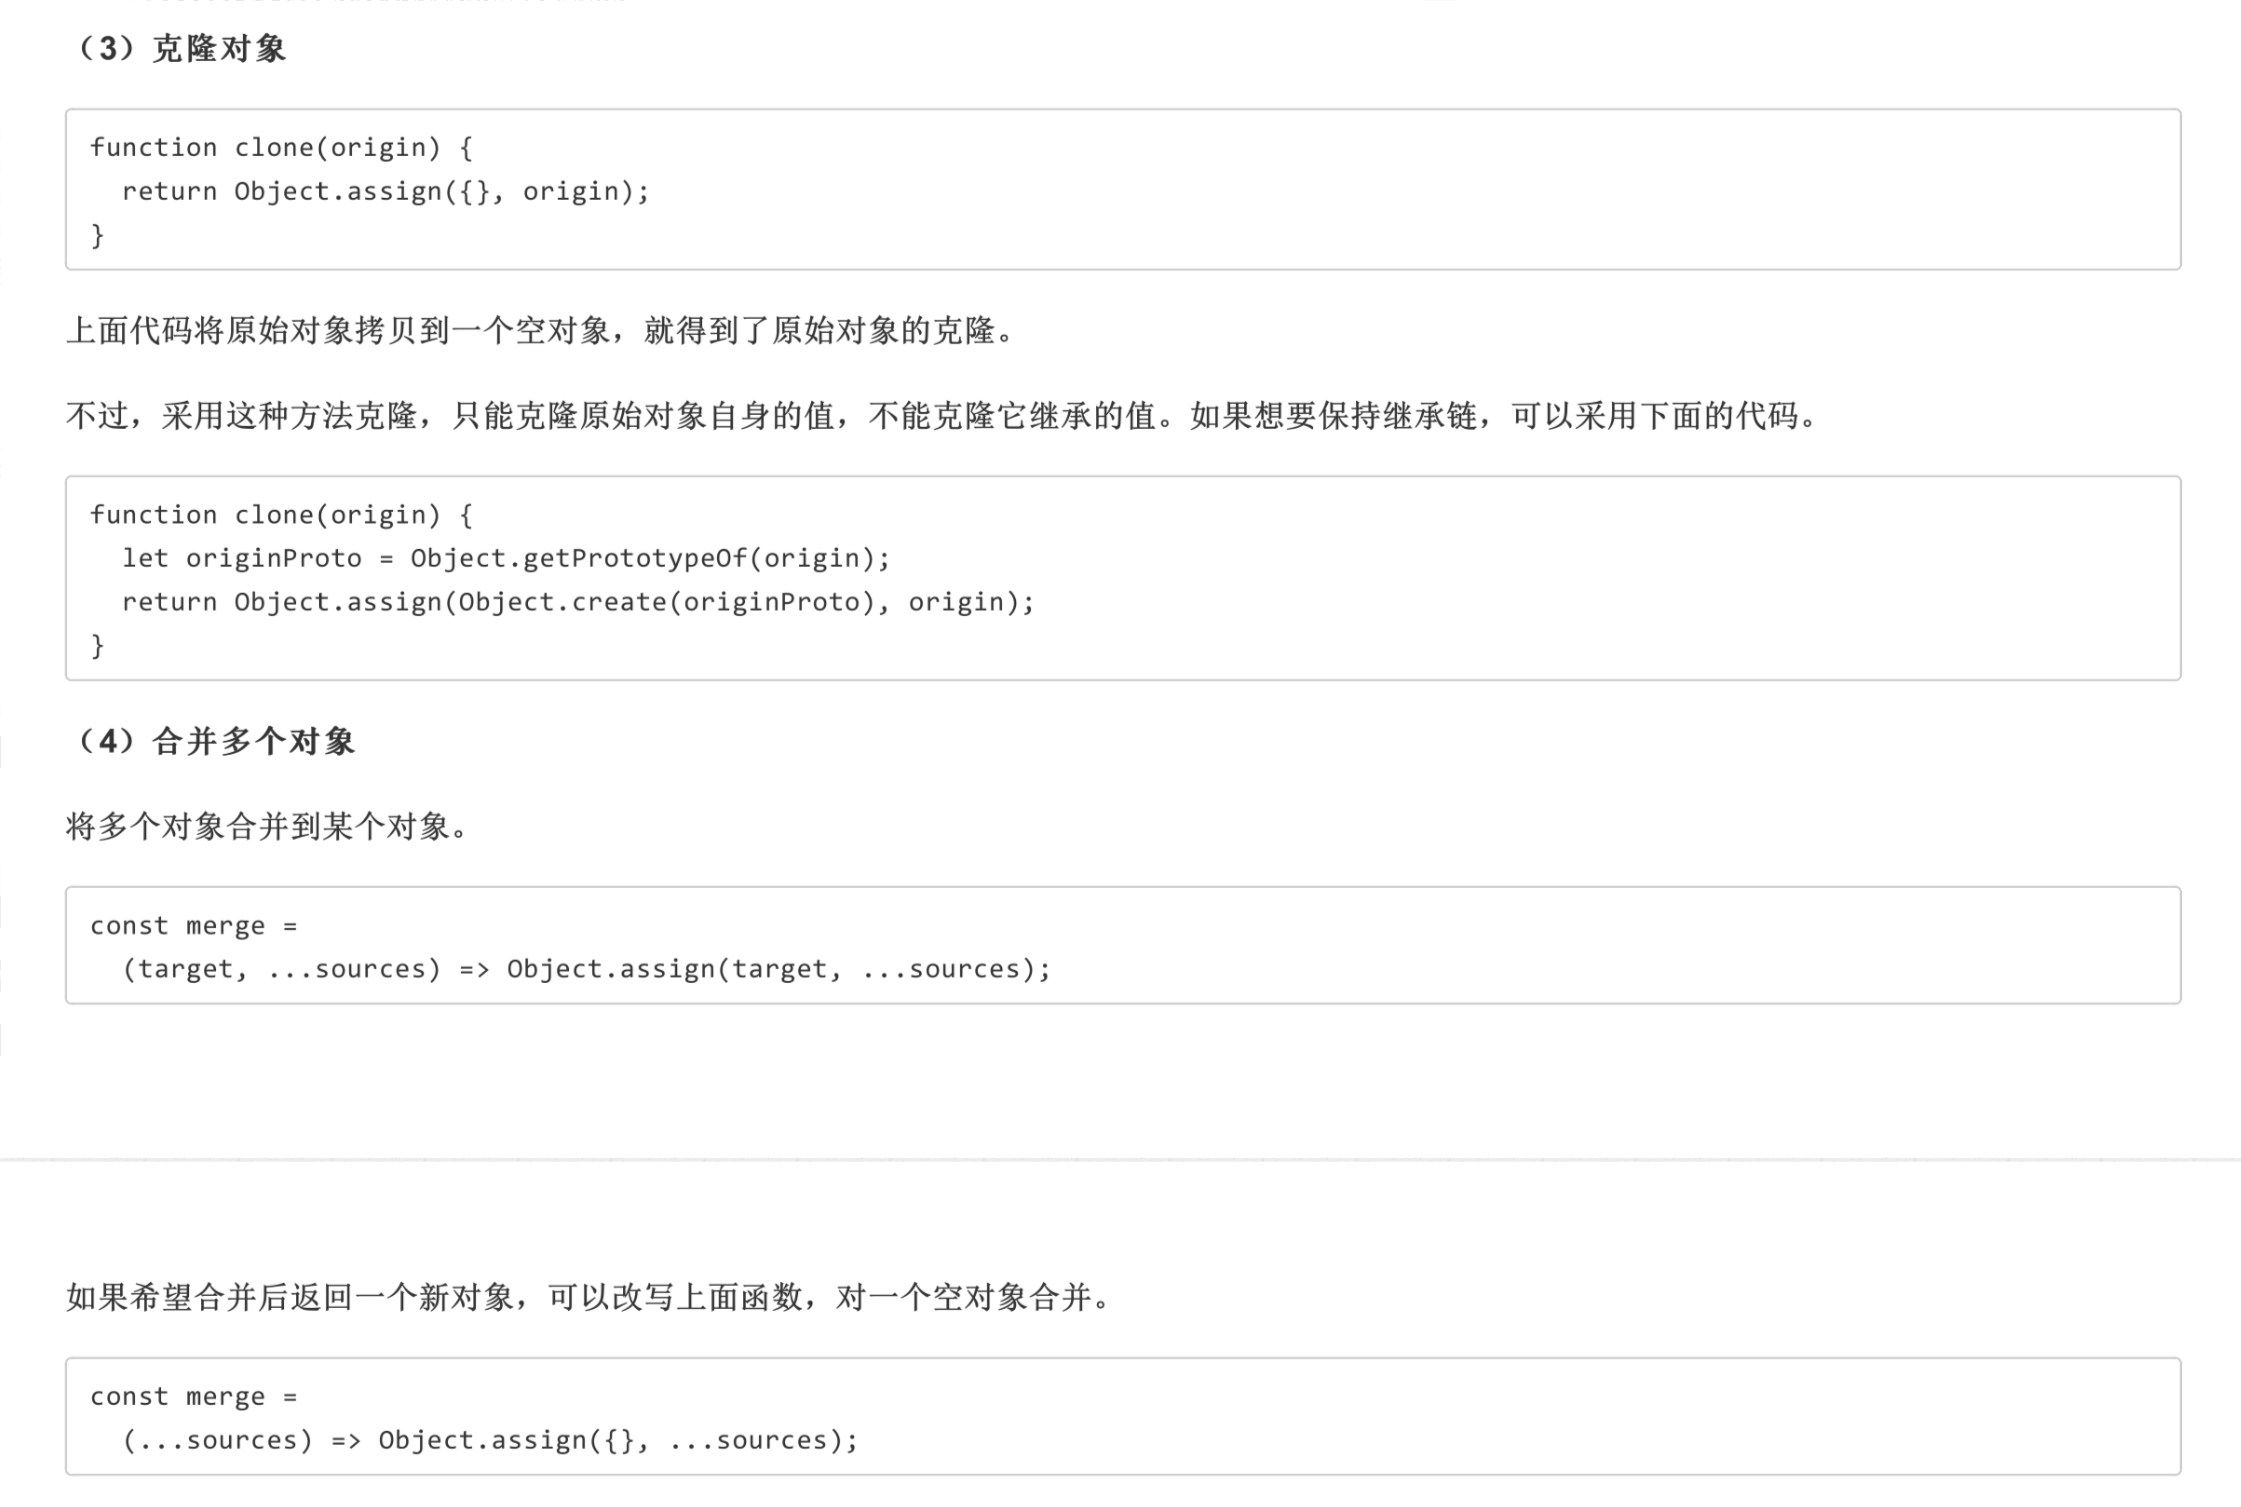 （3）克隆对象
function clone(origin) {
  return Object.assign({}, origin);
}
上面代码将原始对象拷贝到一个空对象，就得到了原始对象的克隆。
不过，采用这种方法克隆，只能克隆原始对象自身的值，不能克隆它继承的值。如果想要保持继承链，可以采用下面的代码。
function clone(origin) {
  let originProto = Object.getPrototypeOf(origin);
  return Object.assign(Object.create(originProto), origin);
}
（4）合并多个对象
将多个对象合并到某个对象。
const merge =
  (target, ...sources) => Object.assign(target, ...sources);
如果希望合并后返回一个新对象，可以改写上面函数，对一个空对象合并。
const merge =
  (...sources) => Object.assign({}, ...sources);